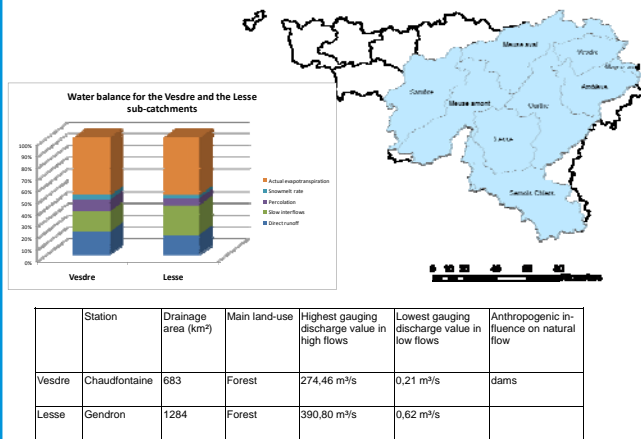 Water balance for the Vesdre and the Lesse
sub-catchments
100%
90%
80%
70%
60%
50%
40%
30%
20%
10%
0%
Vesdre
Lesse
Actual evapotranspiration
Snowmelt rate
Percolation
Slow interflows
Direct runoff
Meuse aval
Vesdre
Amblève
Sambre
Meuse amont
Ourthe
Lesse
Semois Chiers
Station
Drainage
area (km²)
Main land-use
Highest gauging
discharge value in
high flows
Lowest gauging
discharge value in
low flows
Anthropogenic in-
fluence on natural
flow
Vesdre
Chaudfontaine
683
Forest
274,46 m³/s
0,21 m³/s
dams
Lesse
Gendron
1284
Forest
390,80 m³/s
0,62 m³/s